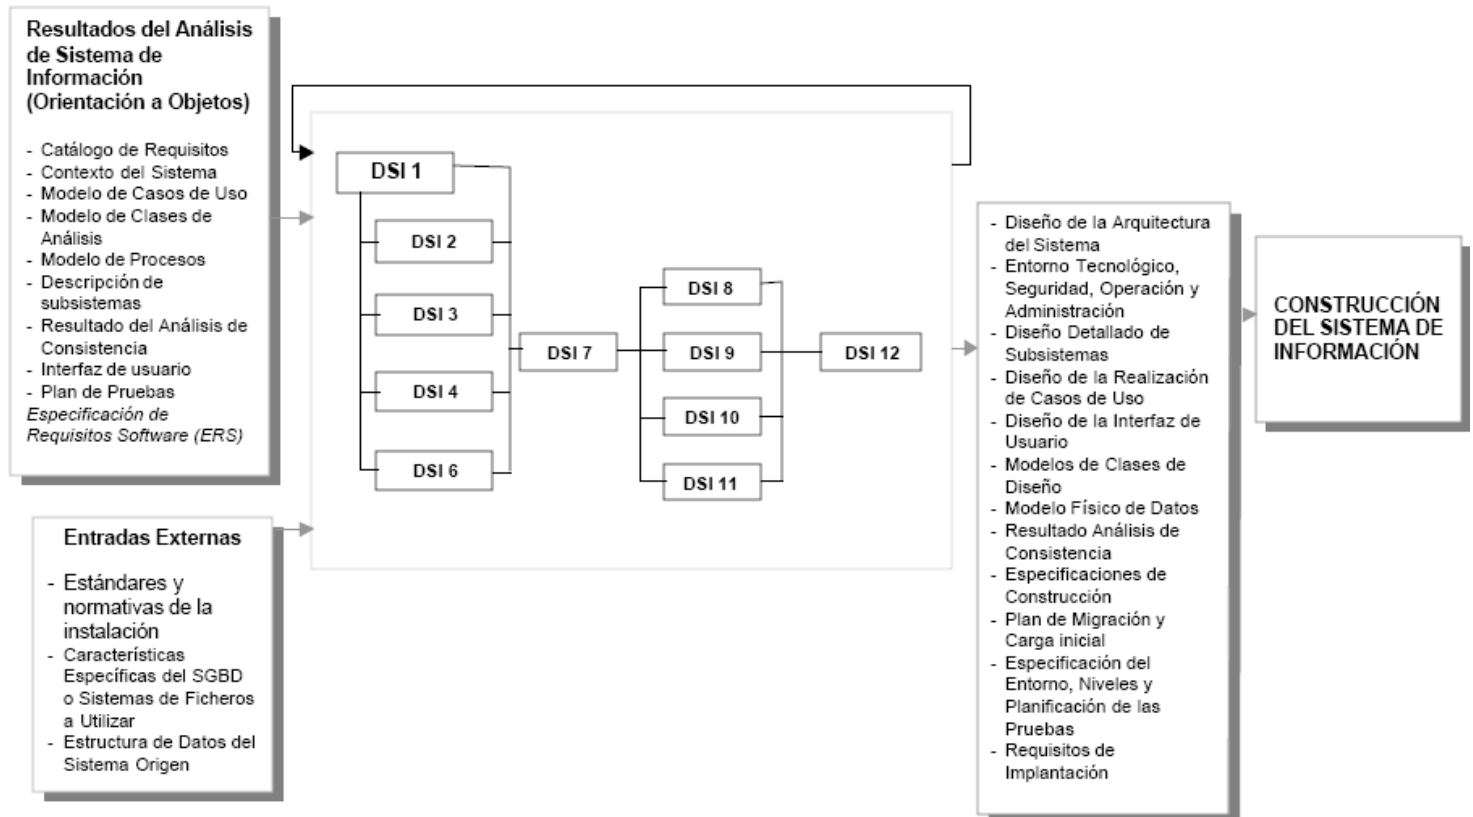 Resultados del Análisis
de Sistema de
Información
(Orientación a Objetos)
- Catálogo de Requisitos
- Contexto del Sistema
- Modelo de Casos de Uso
- Modelo de Clases de
Análisis
- Modelo de Procesos
- Descripción de
subsistemas
- Resultado del Análisis de
Consistencia
- Interfaz de usuario
- Plan de Pruebas
Especificación de
Requisitos Software (ERS)
Entradas Externas
- Estándares y
normativas de la
instalación
- Características
Específicas del SGBD
o Sistemas de Ficheros
a Utilizar
- Estructura de Datos del
Sistema Origen
DSI 1
DSI 2
DSI 3
DSI 4
DSI 6
DSI 7
DSI 8
DSI 9
DSI 10
DSI 11
DSI 12
- Diseño de la Arquitectura
del Sistema
- Entorno Tecnológico,
Seguridad, Operación y
Administración
- Diseño Detallado de
Subsistemas
- Diseño de la Realización
de Casos de Uso
- Diseño de la Interfaz de
Usuario
- Modelos de Clases de
Diseño
- Modelo Físico de Datos
- Resultado Análisis de
Consistencia
- Especificaciones de
Construcción
- Plan de Migración y
Carga inicial
- Especificación del
Entorno, Niveles y
Planificación de las
Pruebas
- Requisitos de
Implantación
CONSTRUCCIÓN
DEL SISTEMA DE
INFORMACIÓN